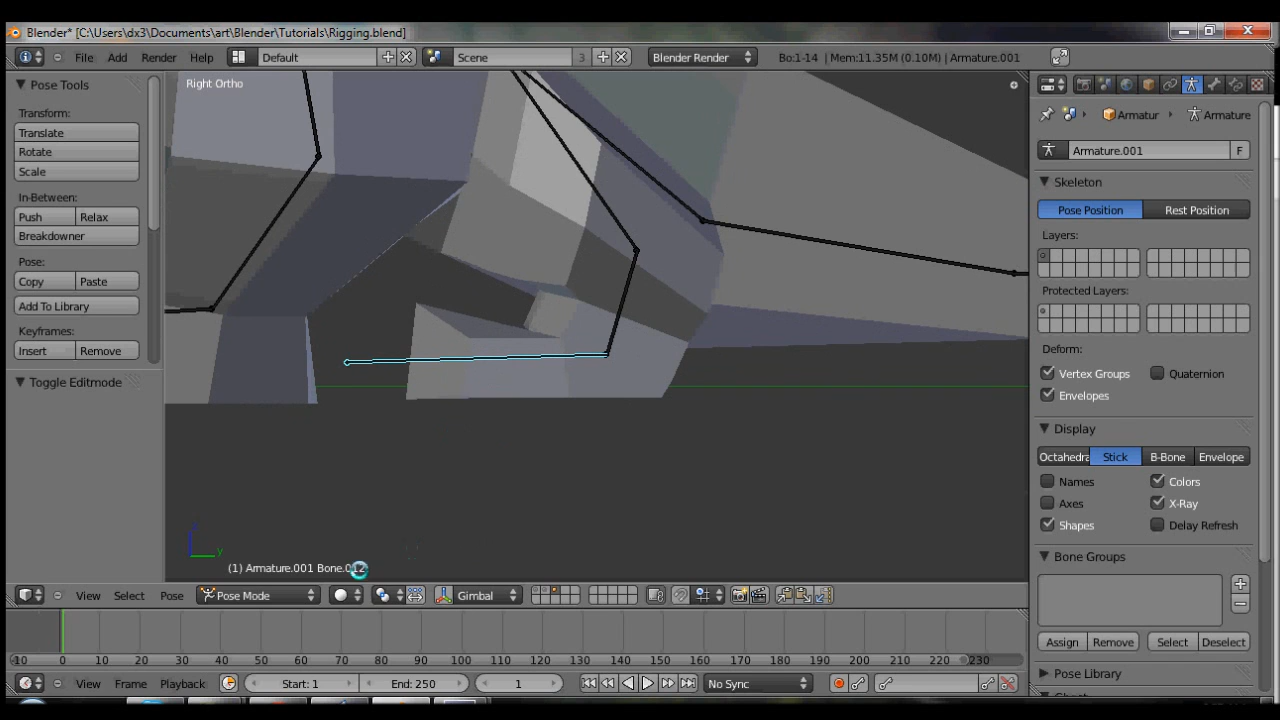 Blender* [C:\Users\dx3\Documents\art\Blender\Tutorials\Rigging.blend]
File Add Render Help Default Scene 3 Blender Render Bo:1-14 | Mem:11.35M (0.10M) | Armature.001
Pose Tools
Transform:
Translate
Rotate
Scale
In-Between:
Push Relax
Breakdowner
Pose:
Copy Paste
Add To Library
Keyframes:
Insert Remove
Toggle Editmode
Right Ortho
z
y
(1) Armature.001 Bone.012
Armatur Armature
Armature.001 F
Skeleton
Pose Position Rest Position
Layers:
Protected Layers:
Deform:
Vertex Groups Quaternion
Envelopes
Display
Octahedra Stick B-Bone Envelope
Names Colors
Axes X-Ray
Shapes Delay Refresh
Bone Groups
Assign Remove Select Deselect
Pose Library
View Select Pose Pose Mode Gimbal
-10 0 10 20 30 40 50 60 70 80 90 100 110 120 130 140 150 160 170 180 190 200 210 220 230
View Frame Playback Start: 1 End: 250 1 No Sync